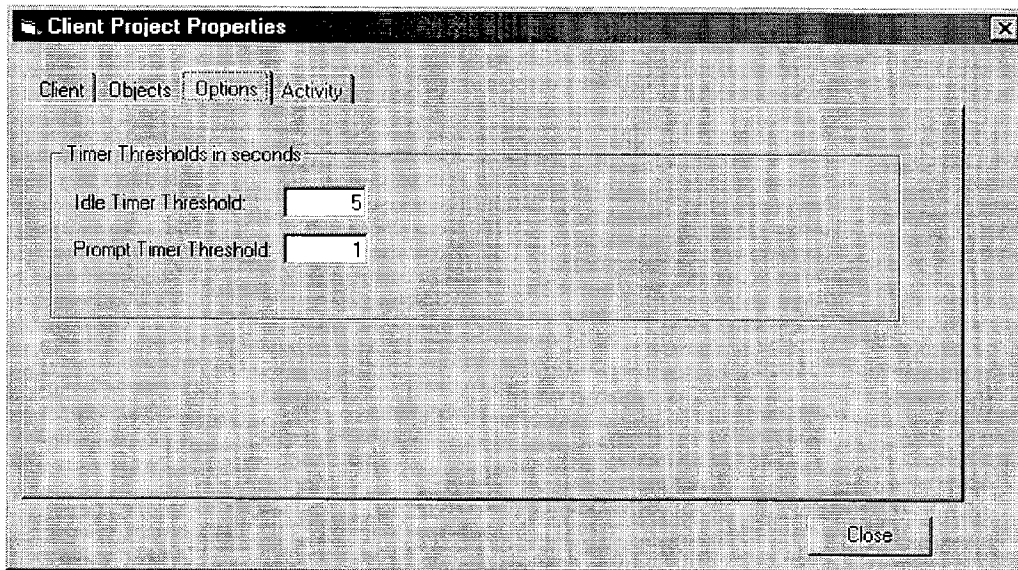 Client Project Properties
Client Objects Options Activity
Timer Thresholds in seconds
Idle Timer Threshold: 5
Prompt Timer Threshold: 1
Close